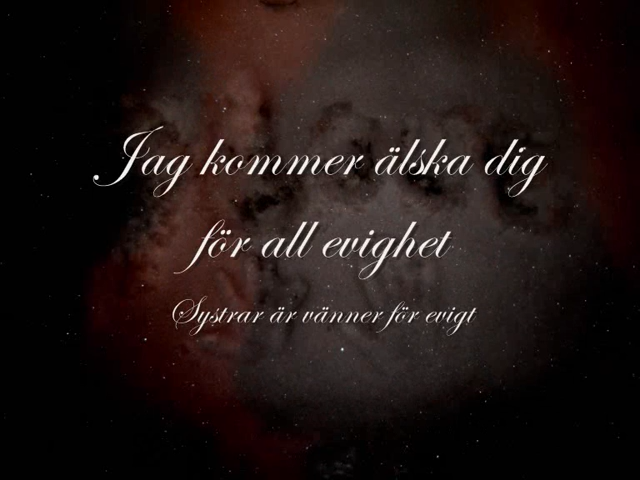 Jag kommer älska dig
för all evighet
Systrar är vänner för evigt